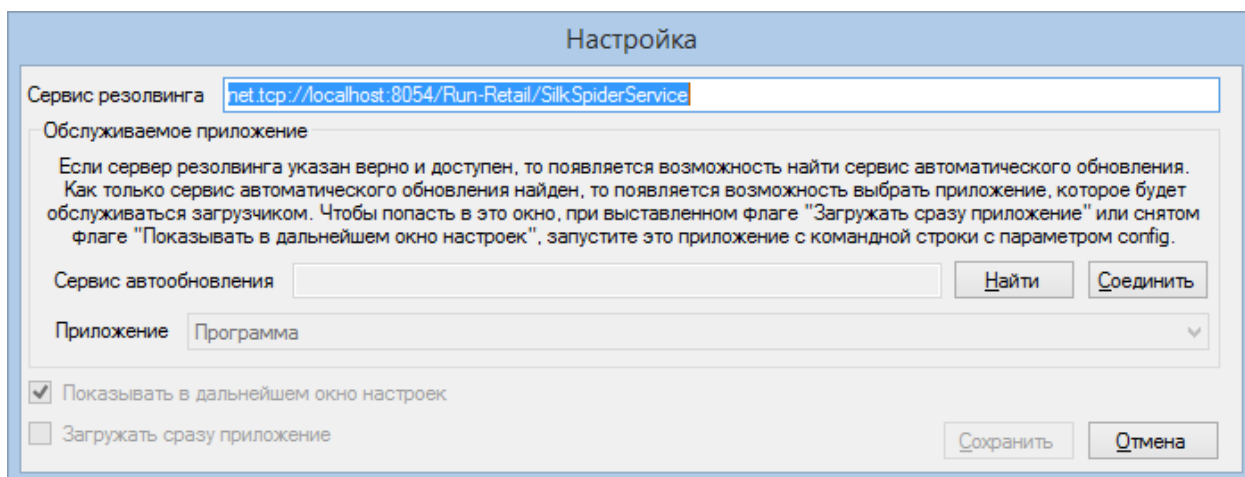 Настройка
Сервис резолвинга net.tcp://localhost:8054/Run-Retail/SilkSpiderService
Обслуживаемое приложение
Если сервер резолвинга указан верно и доступен, то появляется возможность найти сервис автоматического обновления.
Как только сервис автоматического обновления найден, то появляется возможность выбрать приложение, которое будет
обслуживаться загрузчиком. Чтобы попасть в это окно, при выставленном флаге "Загружать сразу приложение" или снятом
флаге "Показывать в дальнейшем окно настроек", запустите это приложение с командной строки с параметром config.
Сервис автообновления Найти Соединить
Приложение Программа
Показывать в дальнейшем окно настроек
Загружать сразу приложение Сохранить Отмена